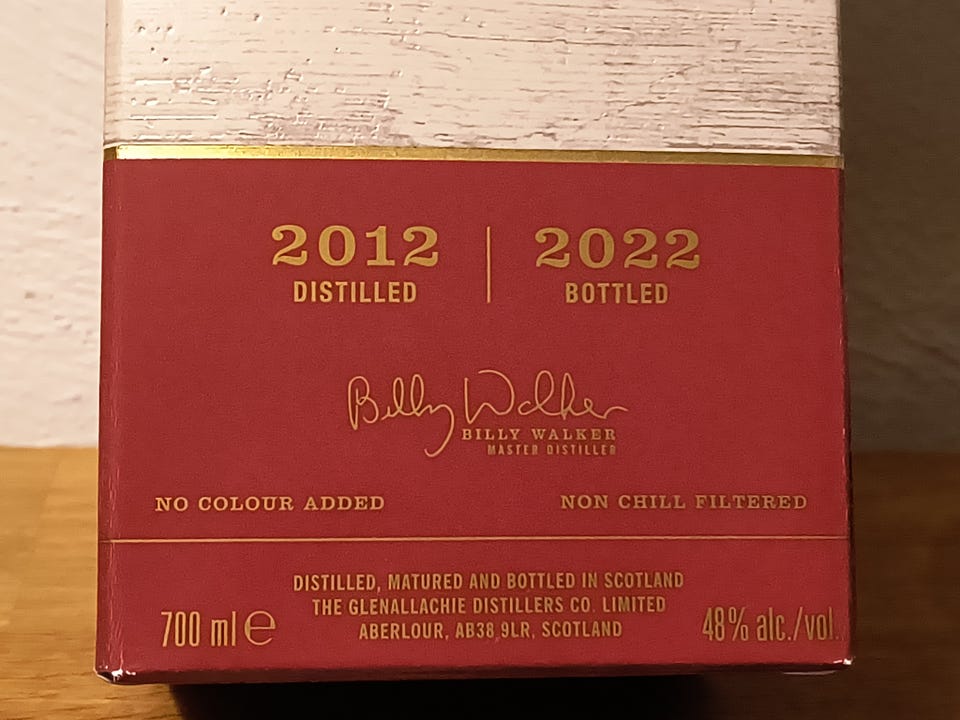 2012 | 2022
DISTILLED BOTTLED
Billy Walker
BILLY WALKER
MASTER DISTILLER
NO COLOUR ADDED NON CHILL FILTERED
DISTILLED, MATURED AND BOTTLED IN SCOTLAND
THE GLENALLACHIE DISTILLERS CO. LIMITED
700 ml ℮ ABERLOUR, AB38 9LR, SCOTLAND 48% alc./vol.